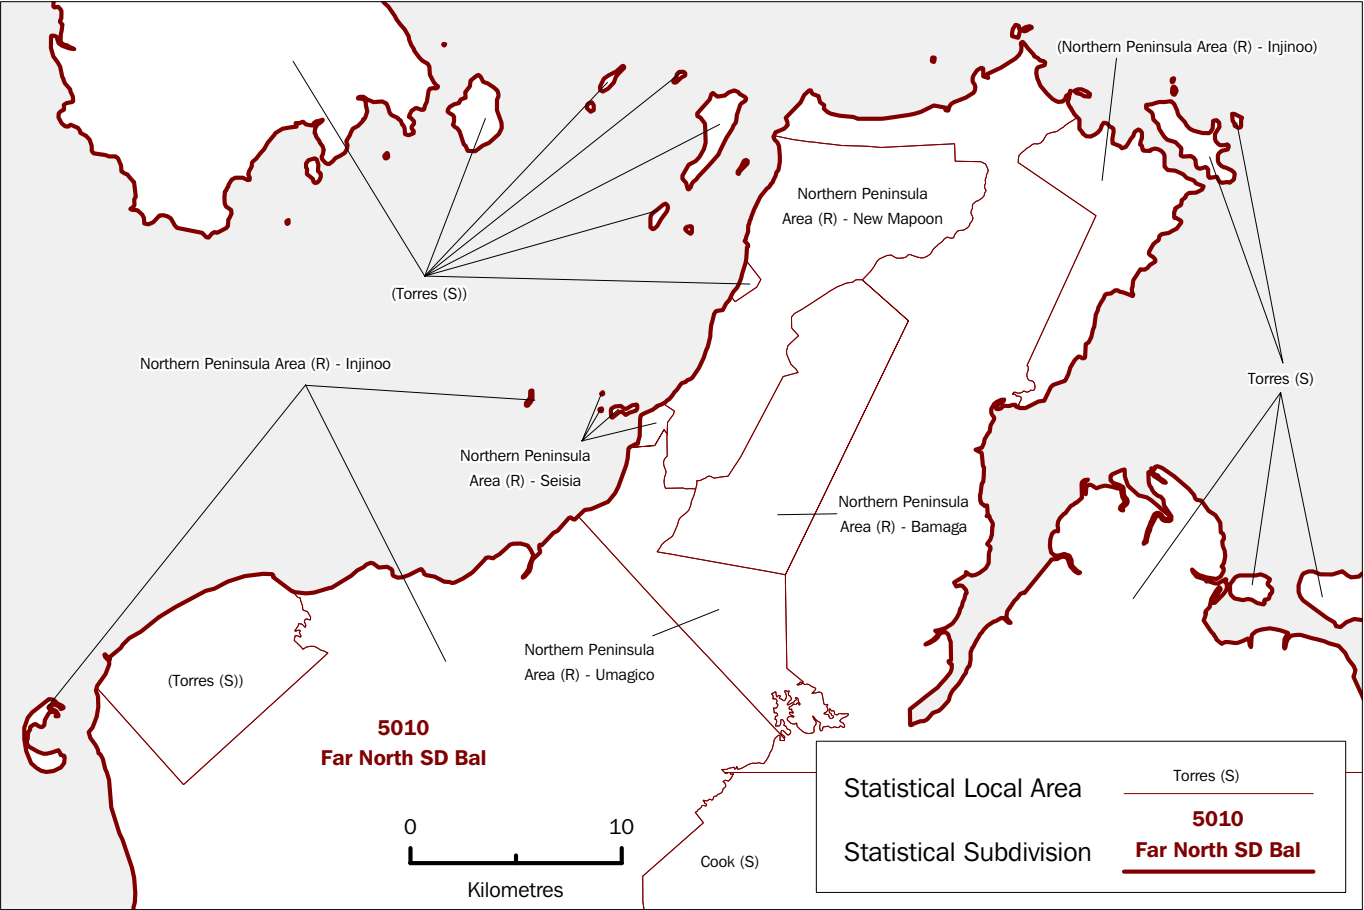 (Northern Peninsula Area (R) - Injinoo)
Northern Peninsula
Area (R) - New Mapoon
(Torres (S))
Northern Peninsula Area (R) - Injinoo
Torres (S)
Northern Peninsula
Area (R) - Seisia
Northern Peninsula
Area (R) - Bamaga
Northern Peninsula
Area (R) - Umagico
(Torres (S))
5010
Far North SD Bal
0 10
Kilometres
Cook (S)
Statistical Local Area
Torres (S)
Statistical Subdivision
5010
Far North SD Bal